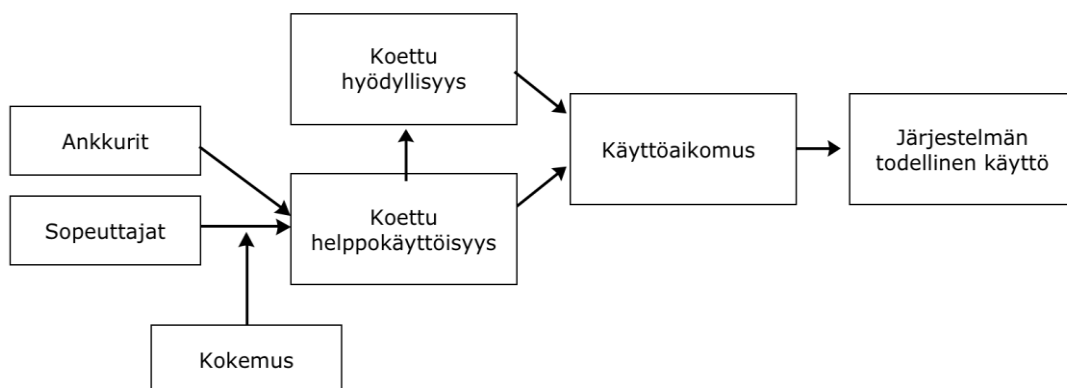 Koettu
hyödyllisyys
Ankkurit
Käyttöaikomus
Järjestelmän
todellinen käyttö
Sopeuttajat
Koettu
helppokäyttöisyys
Kokemus